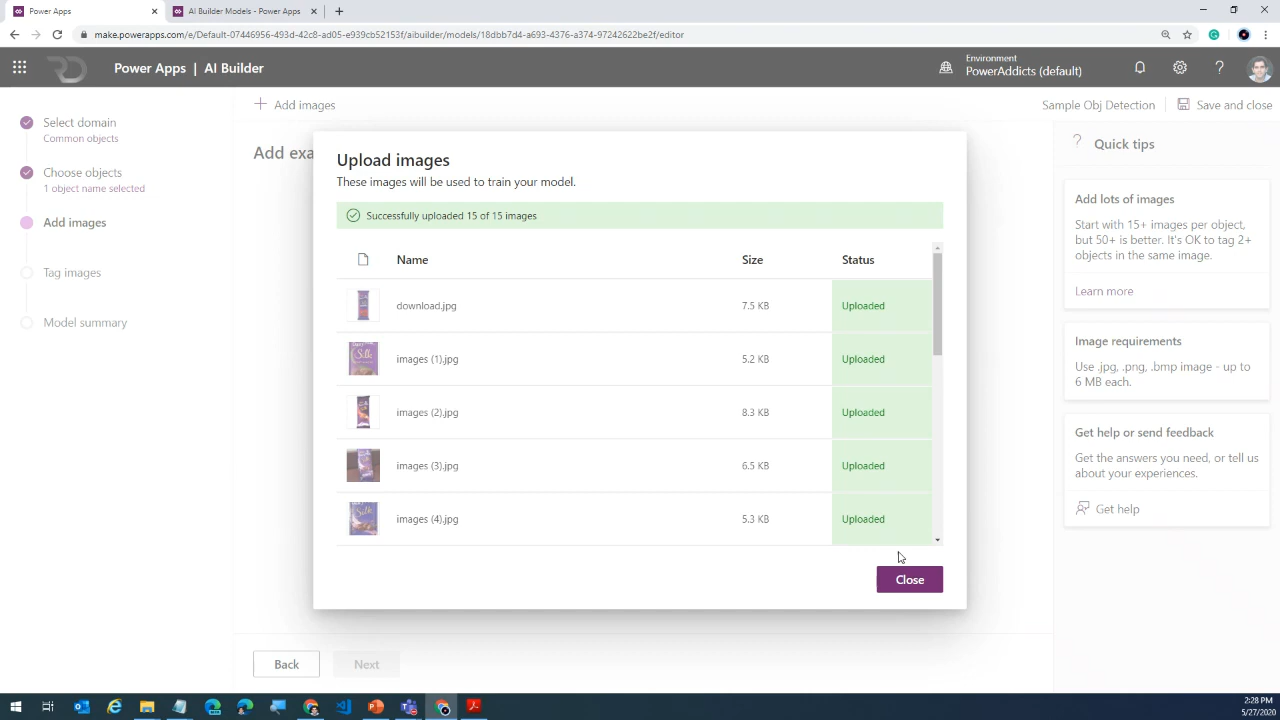 Power Apps
AI Builder Models - Power Apps
make.powerapps.com/e/Default-07446956-493d-42c8-ad05-e939cb52153f/aibuilder/models/18dbb7d4-a693-4376-a374-97242622be2f/editor
Power Apps | AI Builder
Environment
PowerAddicts (default)
Select domain
Common objects
Choose objects
1 object name selected
Add images
Tag images
Model summary
+ Add images
Sample Obj Detection
Save and close
Add exa
Upload images
These images will be used to train your model.
Successfully uploaded 15 of 15 images
Name Size Status
download.jpg 7.5 KB Uploaded
images (1).jpg 5.2 KB Uploaded
images (2).jpg 8.3 KB Uploaded
images (3).jpg 6.5 KB Uploaded
images (4).jpg 5.3 KB Uploaded
Close
Back
Next
? Quick tips
Add lots of images
Start with 15+ images per object,
but 50+ is better. It's OK to tag 2+
objects in the same image.
Learn more
Image requirements
Use .jpg, .png, .bmp image - up to
6 MB each.
Get help or send feedback
Get the answers you need, or tell us
about your experiences.
Get help
2:28 PM
5/27/2020